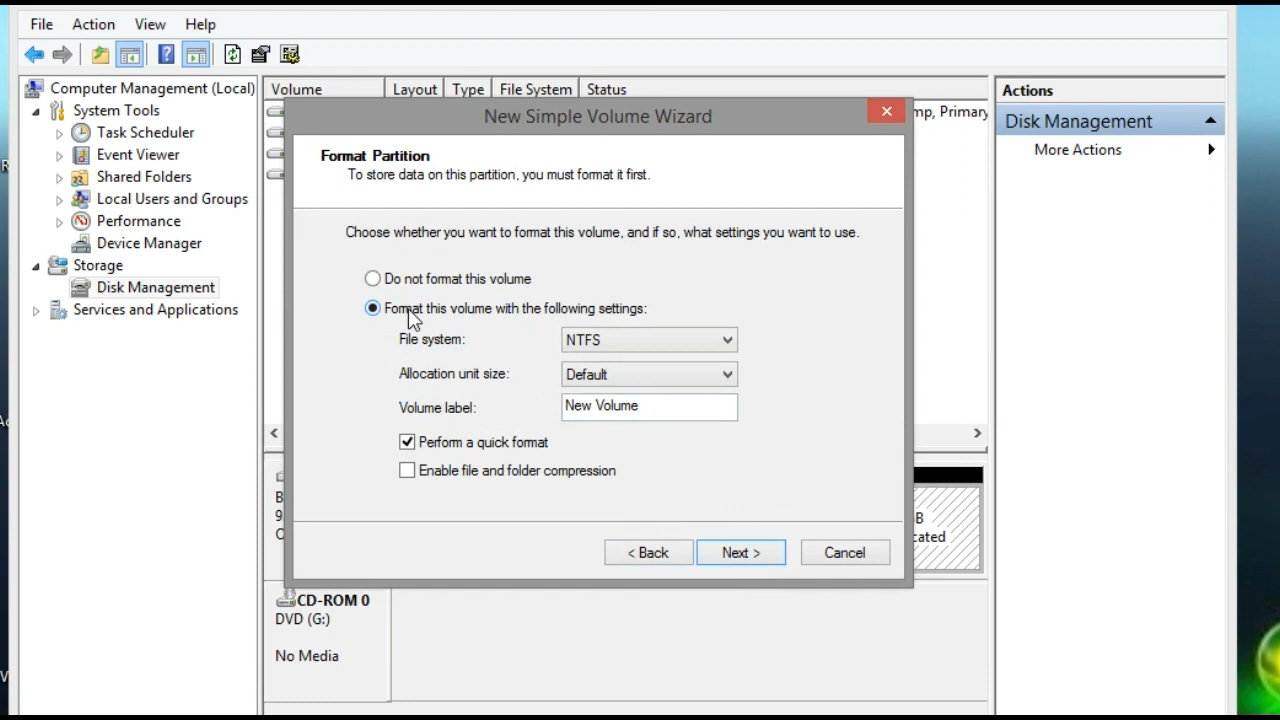 File Action View Help
Computer Management (Local)
System Tools
Task Scheduler
Event Viewer
Shared Folders
Local Users and Groups
Performance
Device Manager
Storage
Disk Management
Services and Applications
Volume Layout Type File System Status
mp, Primary
New Simple Volume Wizard
Format Partition
To store data on this partition, you must format it first.
Choose whether you want to format this volume, and if so, what settings you want to use.
Do not format this volume
Format this volume with the following settings:
File system: NTFS
Allocation unit size: Default
Volume label: New Volume
Perform a quick format
Enable file and folder compression
< Back Next > Cancel
B
9
B
cated
CD-ROM 0
DVD (G:)
No Media
Actions
Disk Management
More Actions